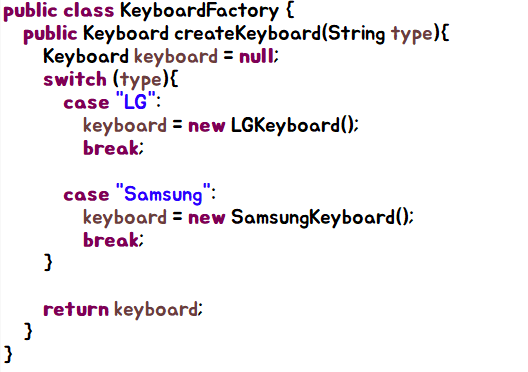 public class KeyboardFactory {
public Keyboard createKeyboard(String type){
Keyboard keyboard = null;
switch (type){
case "LG":
keyboard = new LGKeyboard();
break;
case "Samsung":
keyboard = new SamsungKeyboard();
break;
}
return keyboard;
}
}